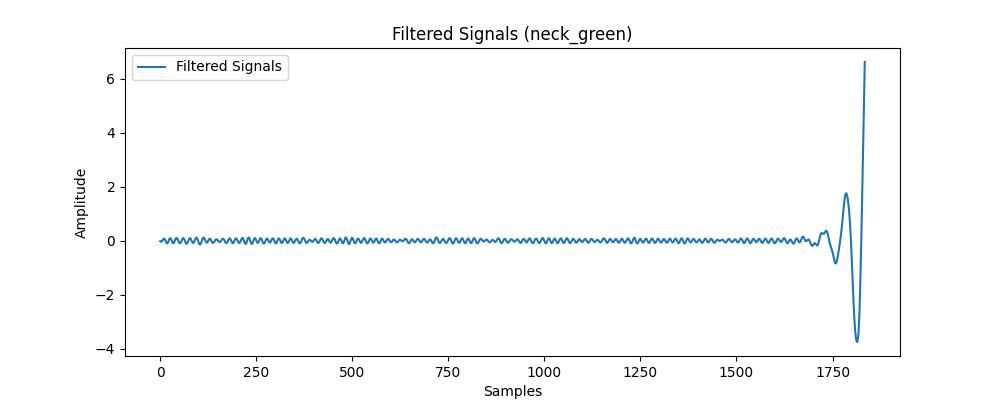 Filtered Signals (neck_green)
Filtered Signals
6
4
2
0
−2
−4
Amplitude
0 250 500 750 1000 1250 1500 1750
Samples